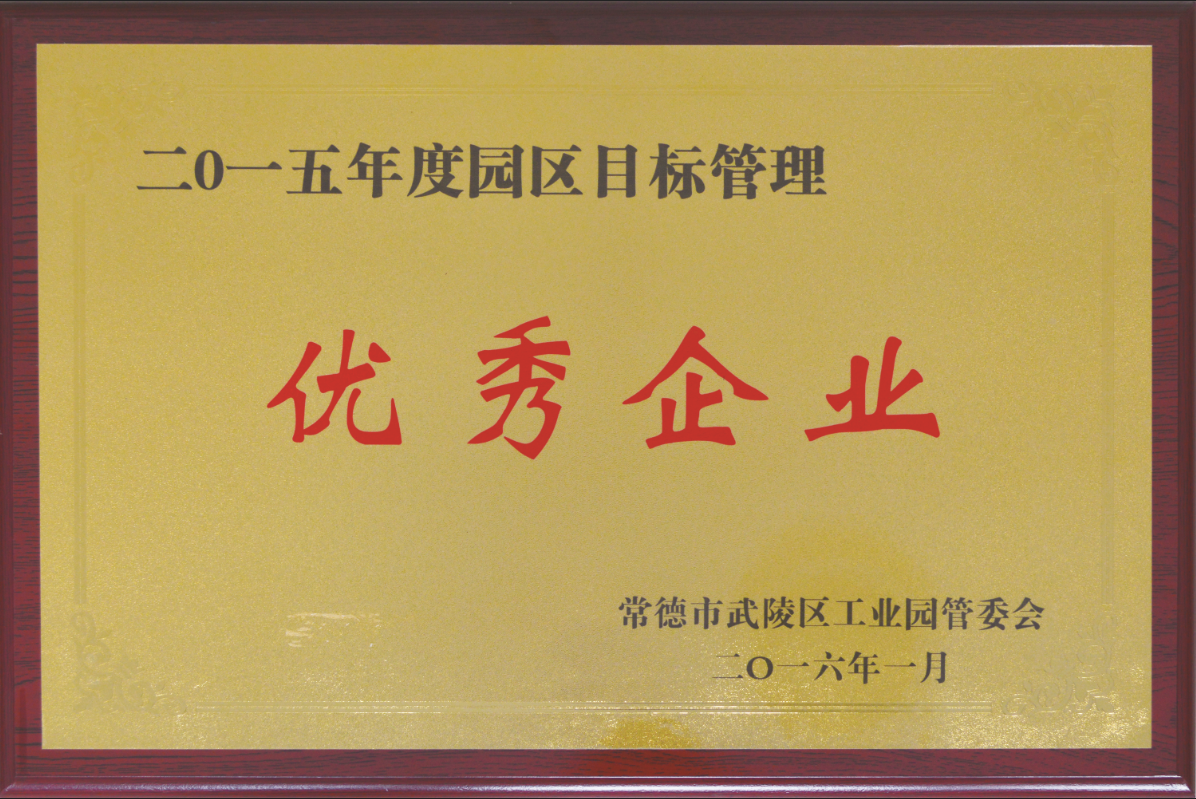 二0一五年度园区目标管理
优秀企业
常德市武陵区工业园管委会
二O一六年一月